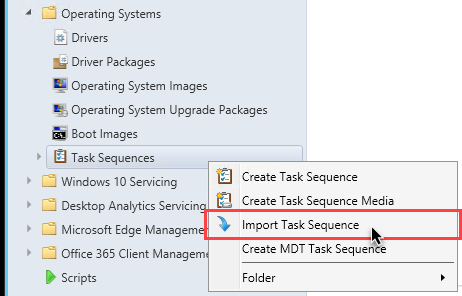 Operating Systems
Drivers
Driver Packages
Operating System Images
Operating System Upgrade Packages
Boot Images
Task Sequences
Windows 10 Servicing
Desktop Analytics Servicing
Microsoft Edge Managemen
Office 365 Client Manageme
Scripts
Create Task Sequence
Create Task Sequence Media
Import Task Sequence
Create MDT Task Sequence
Folder